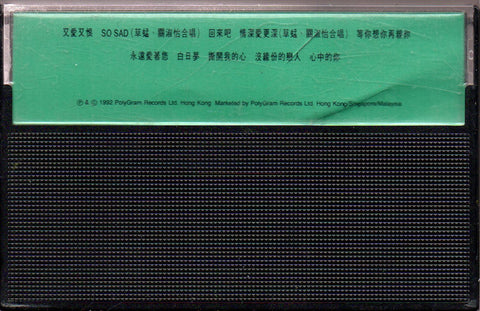 又愛又恨 SO SAD(草蜢、關淑怡合唱) 回來吧 情深愛更深(草蜢、關淑怡合唱) 等你想你再想你
永遠愛著您 白日夢 撕開我的心 沒緣份的戀人 心中的你
℗ & © 1992 PolyGram Records Ltd. Hong Kong. Marketed by PolyGram Records Ltd. Hong Kong/Singapore/Malaysia